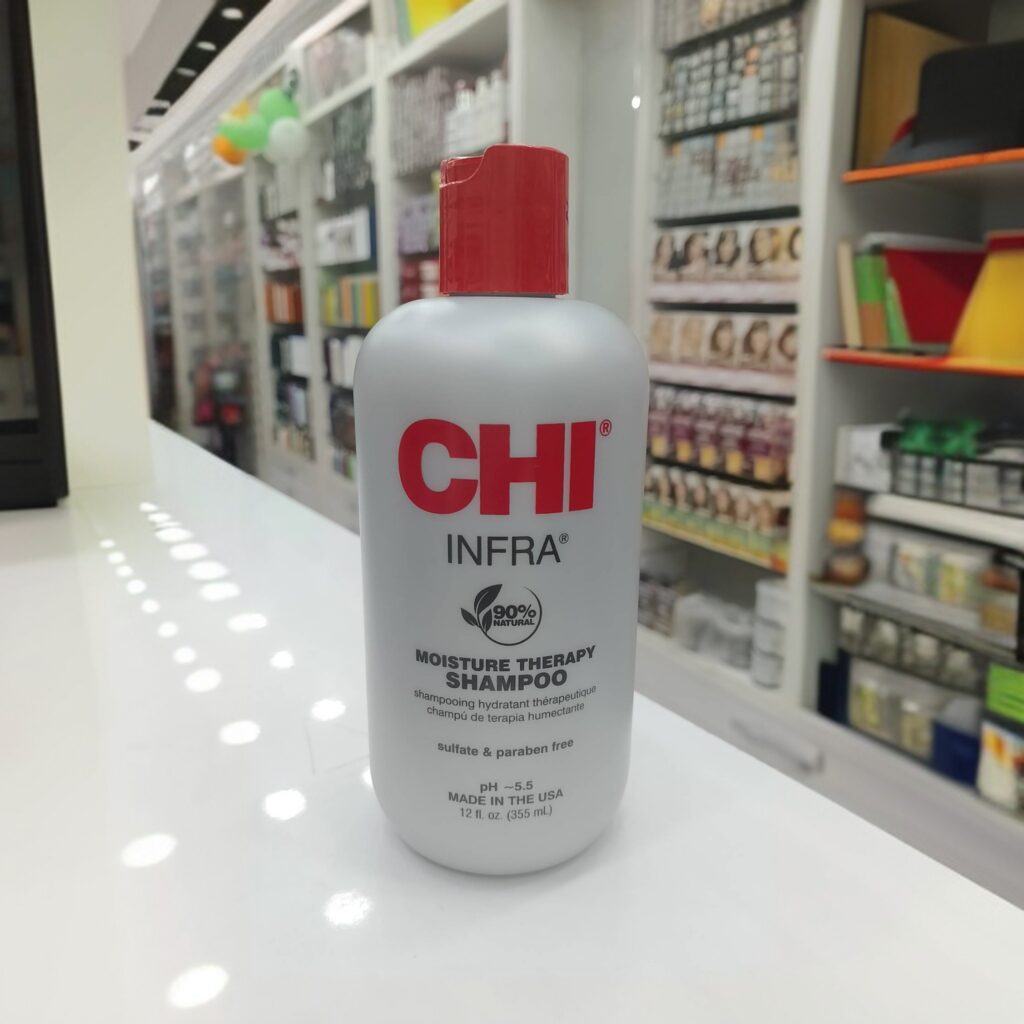 CHI®
INFRA®
90%
NATURAL
MOISTURE THERAPY
SHAMPOO
shampooing hydratant thérapeutique
champú de terapia humectante
sulfate & paraben free
pH ~5.5
MADE IN THE USA
12 fl. oz. (355 mL)